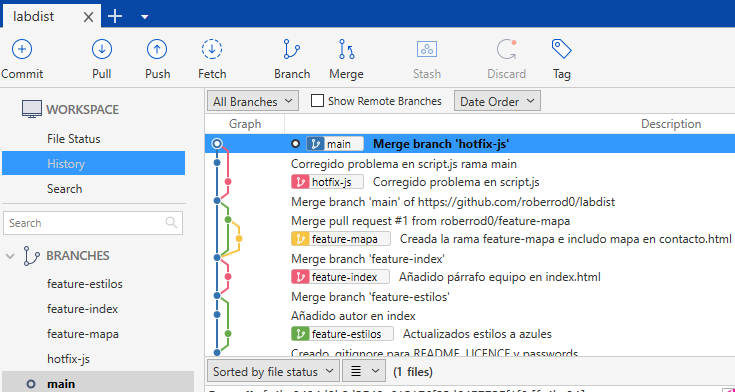 labdist
Commit Pull Push Fetch Branch Merge Stash Discard Tag
WORKSPACE
File Status
History
Search
Search
BRANCHES
feature-estilos
feature-index
feature-mapa
hotfix-js
main
All Branches Show Remote Branches Date Order
Graph Description
main Merge branch 'hotfix-js'
Corregido problema en script.js rama main
hotfix-js Corregido problema en script.js
Merge branch 'main' of https://github.com/roberrod0/labdist
Merge pull request #1 from roberrod0/feature-mapa
feature-mapa Creada la rama feature-mapa e includo mapa en contacto.html
Merge branch 'feature-index'
feature-index Añadido párrafo equipo en index.html
Merge branch 'feature-estilos'
Añadido autor en index
feature-estilos Actualizados estilos a azules
Creado .gitignore para README, LICENCE y passwords
Sorted by file status (1 files)